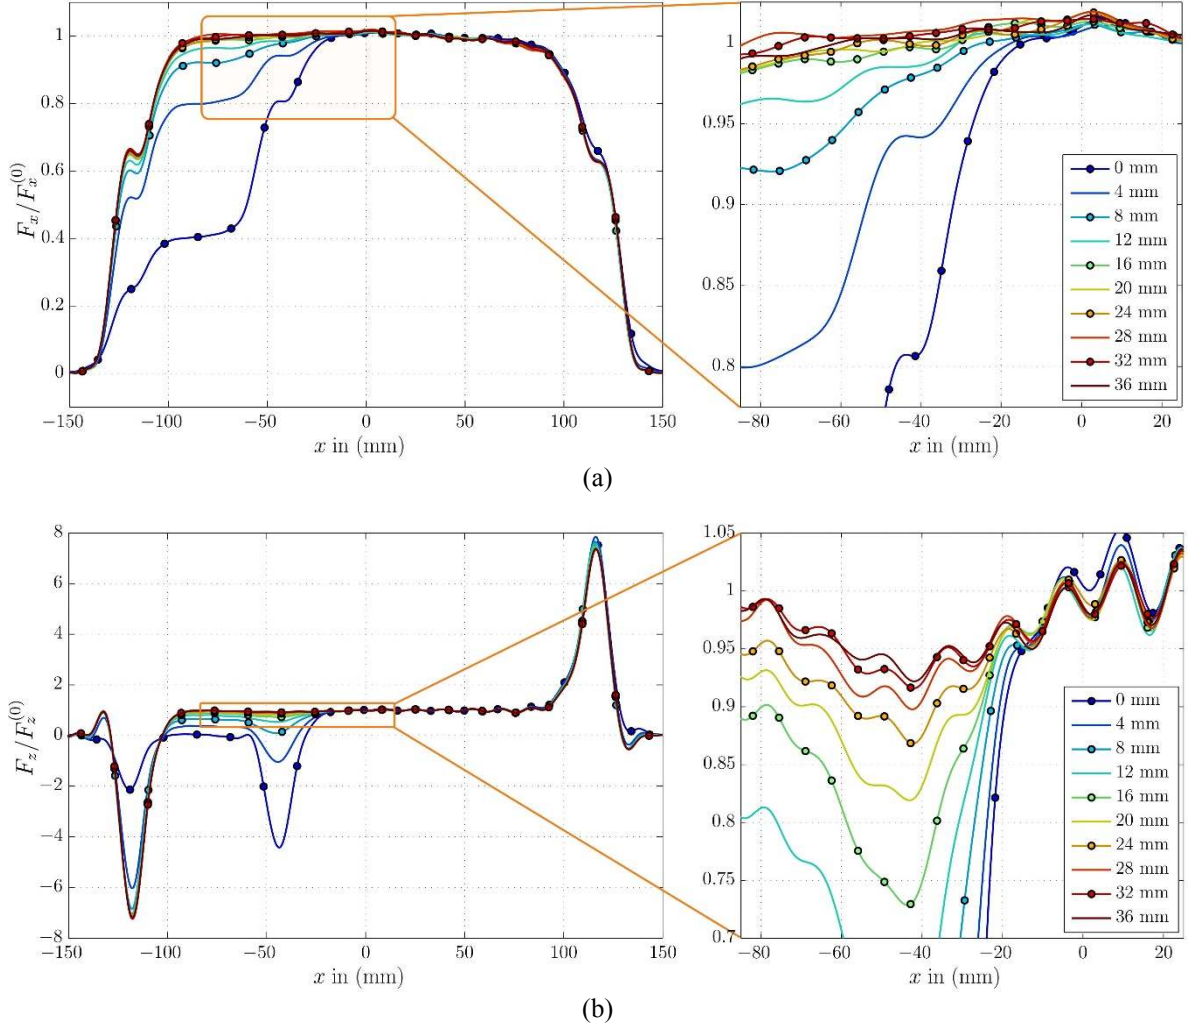 1
0.8
0.6
0.4
0.2
0
F_x/F_x^(0)
−150
−100
−50
0
50
100
150
x in (mm)
1
0.95
0.9
0.85
0.8
−80
−60
−40
−20
0
20
x in (mm)
0 mm
4 mm
8 mm
12 mm
16 mm
20 mm
24 mm
28 mm
32 mm
36 mm
(a)
8
6
4
2
0
−2
−4
−6
−8
F_z/F_z^(0)
−150
−100
−50
0
50
100
150
x in (mm)
1.05
1
0.95
0.9
0.85
0.8
0.75
0.7
−80
−60
−40
−20
0
20
x in (mm)
0 mm
4 mm
8 mm
12 mm
16 mm
20 mm
24 mm
28 mm
32 mm
36 mm
(b)